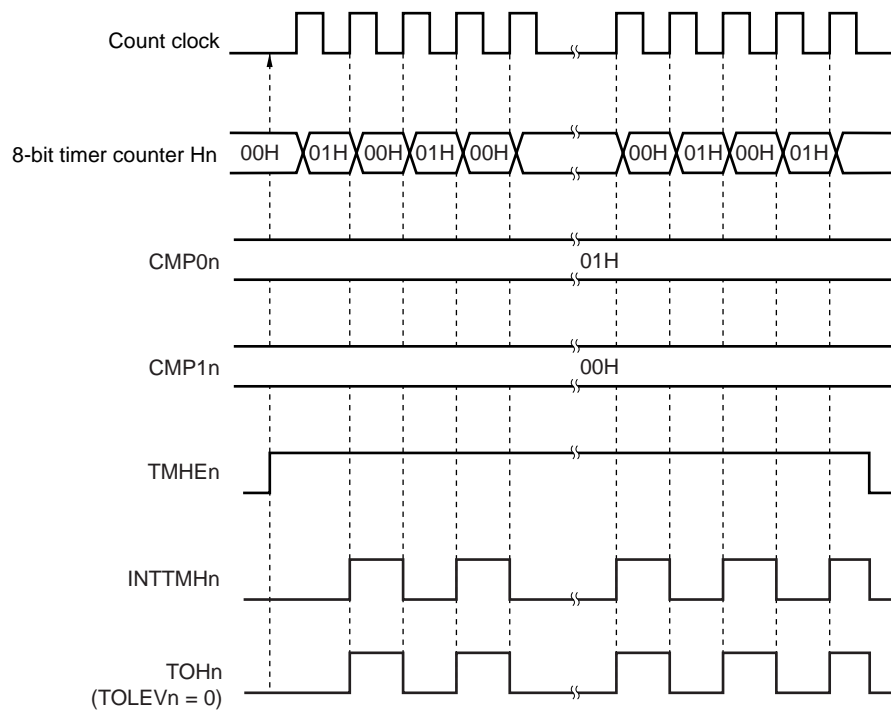 Count clock
8-bit timer counter Hn 00H 01H 00H 01H 00H 00H 01H 00H 01H
CMP0n 01H
CMP1n 00H
TMHEn
INTTMHn
TOHn
(TOLEVn = 0)